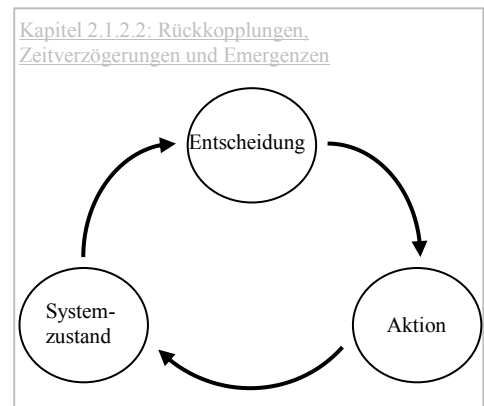 Kapitel 2.1.2.2: Rückkopplungen,
Zeitverzögerungen und Emergenzen
Entscheidung
System-
zustand
Aktion